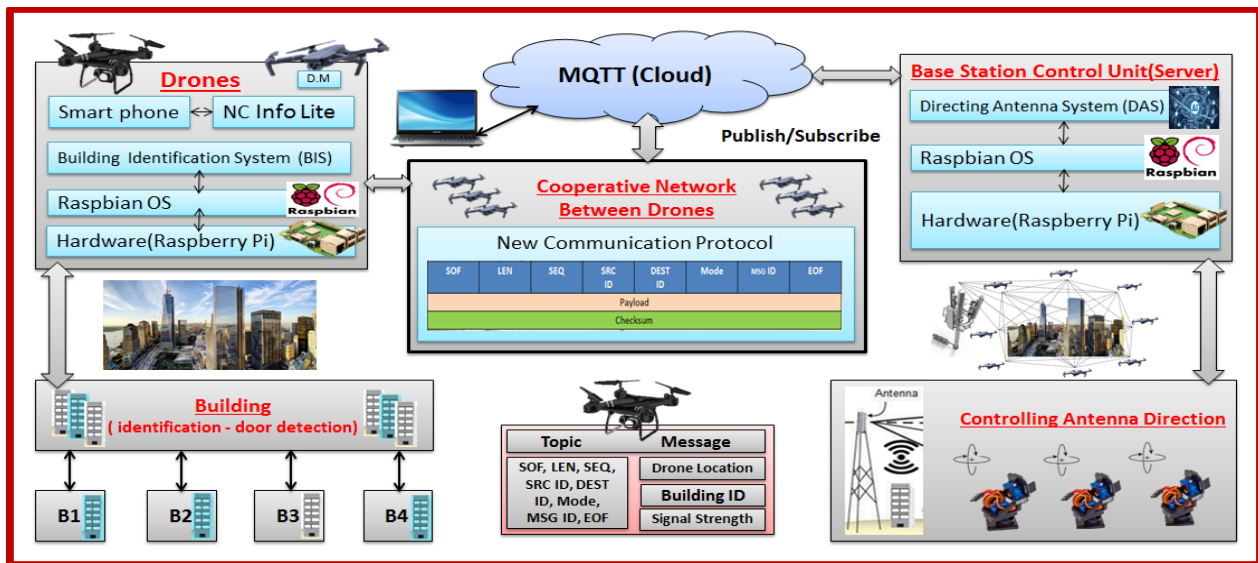 Drones
D.M
Smart phone
NC Info Lite
Building Identification System (BIS)
Raspbian OS
Raspbian
Hardware(Raspberry Pi)
MQTT (Cloud)
Publish/Subscribe
Base Station Control Unit(Server)
Directing Antenna System (DAS)
AI
Raspbian OS
Raspbian
Hardware(Raspberry Pi)
Cooperative Network
Between Drones
New Communication Protocol
SOF LEN SEQ SRC ID DEST ID Mode MSG ID EOF
Payload
Checksum
Building
( identification - door detection)
B1 B2 B3 B4
Topic Message
SOF, LEN, SEQ,
SRC ID, DEST
ID, Mode,
MSG ID, EOF
Drone Location
Building ID
Signal Strength
Antenna
Controlling Antenna Direction